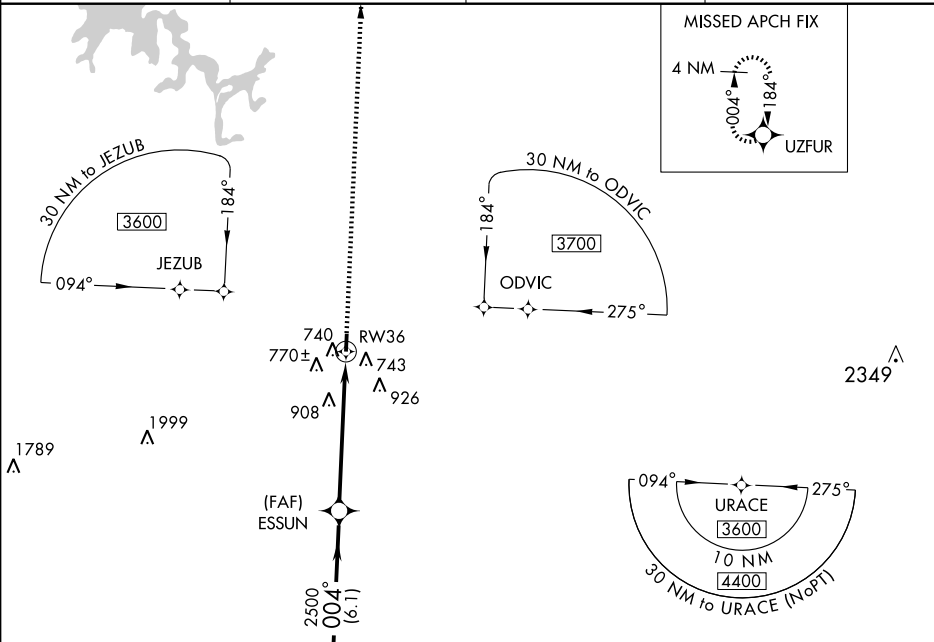 MISSED APCH FIX
4 NM
004°
184°
UZFUR
30 NM to JEZUB
184°
3600
JEZUB
094°
30 NM to ODVIC
184°
3700
ODVIC
275°
740
RW36
770±
743
926
908
2349
1999
1789
(FAF)
ESSUN
2500
004°
(6.1)
094°
275°
URACE
3600
10 NM
4400
30 NM to URACE (NoPT)